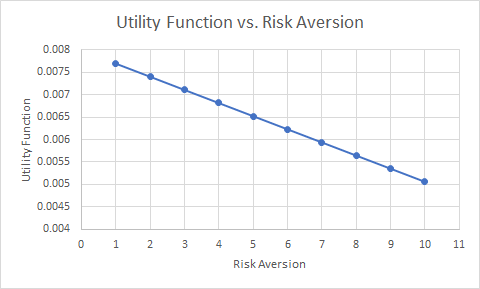 Utility Function vs. Risk Aversion
0.008
0.0075
0.007
0.0065
0.006
0.0055
0.005
0.0045
0.004
Utility Function
0 1 2 3 4 5 6 7 8 9 10 11
Risk Aversion